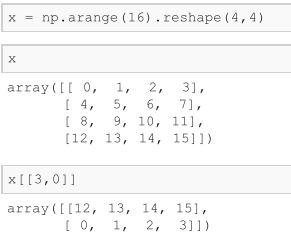 x = np.arange(16).reshape(4,4)
x
array([[ 0,  1,  2,  3],
       [ 4,  5,  6,  7],
       [ 8,  9, 10, 11],
       [12, 13, 14, 15]])
x[[3,0]]
array([[12, 13, 14, 15],
       [ 0,  1,  2,  3]])